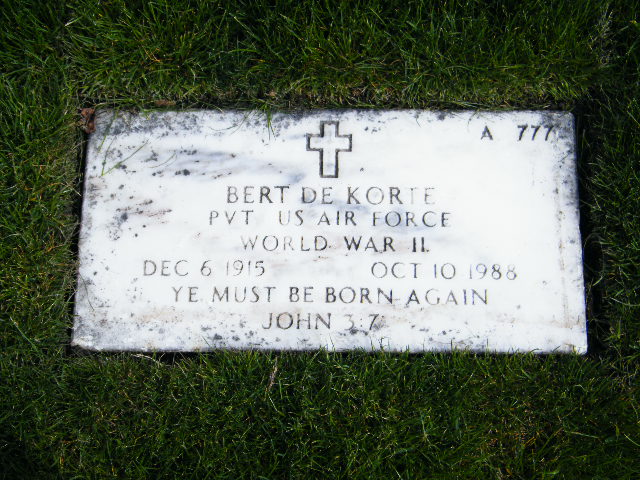 A 777
BERT DE KORTE
PVT US AIR FORCE
WORLD WAR II
DEC 6 1915 OCT 10 1988
YE MUST BE BORN AGAIN
JOHN 3 7